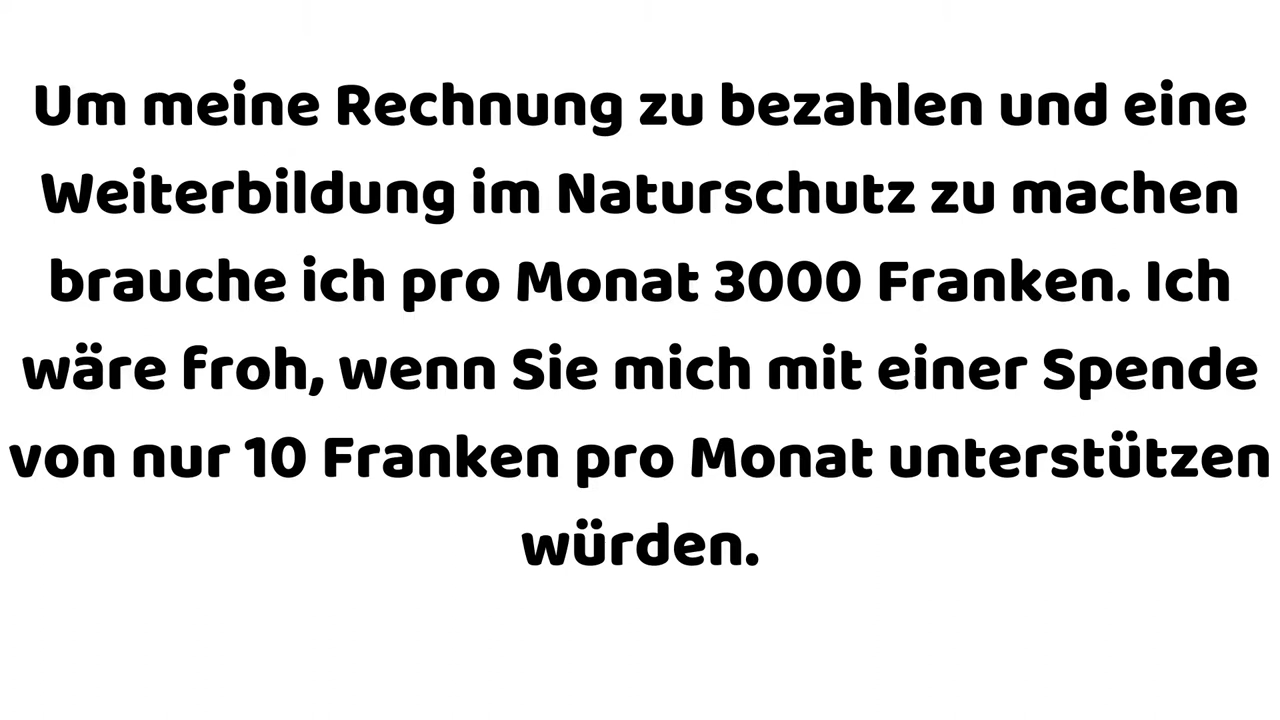 Um meine Rechnung zu bezahlen und eine
Weiterbildung im Naturschutz zu machen
brauche ich pro Monat 3000 Franken. Ich
wäre froh, wenn Sie mich mit einer Spende
von nur 10 Franken pro Monat unterstützen
würden.